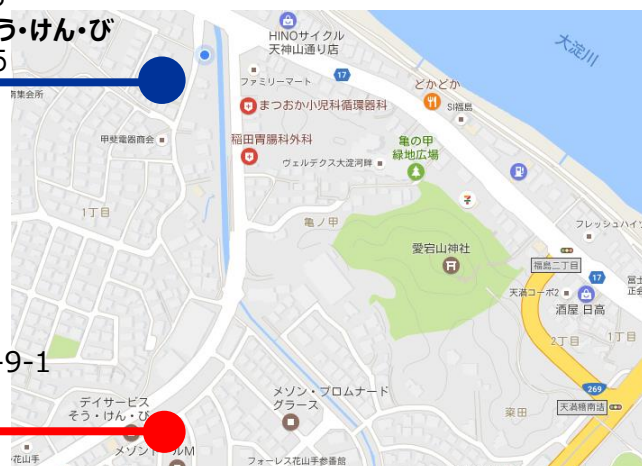 う・けん・び
5
HINOサイクル
天神山通り店
大淀川
ファミリーマート
17
どかどか
SI福島
南集会所
まつおか小児科循環器科
甲斐電器商会
稲田胃腸科外科
亀の甲
緑地広場
ヴェルデクス大淀河畔
1丁目
亀ノ甲
フレッシュハイツ
愛宕山神社
福島二丁目
17
天満コーポ2
酒屋 日高
2丁目
1丁目
-9-1
269
デイサービス
そう・けん・び
メゾン・プロムナード
グラース
天満橋南詰
花山手
フォーレス花山手参番館